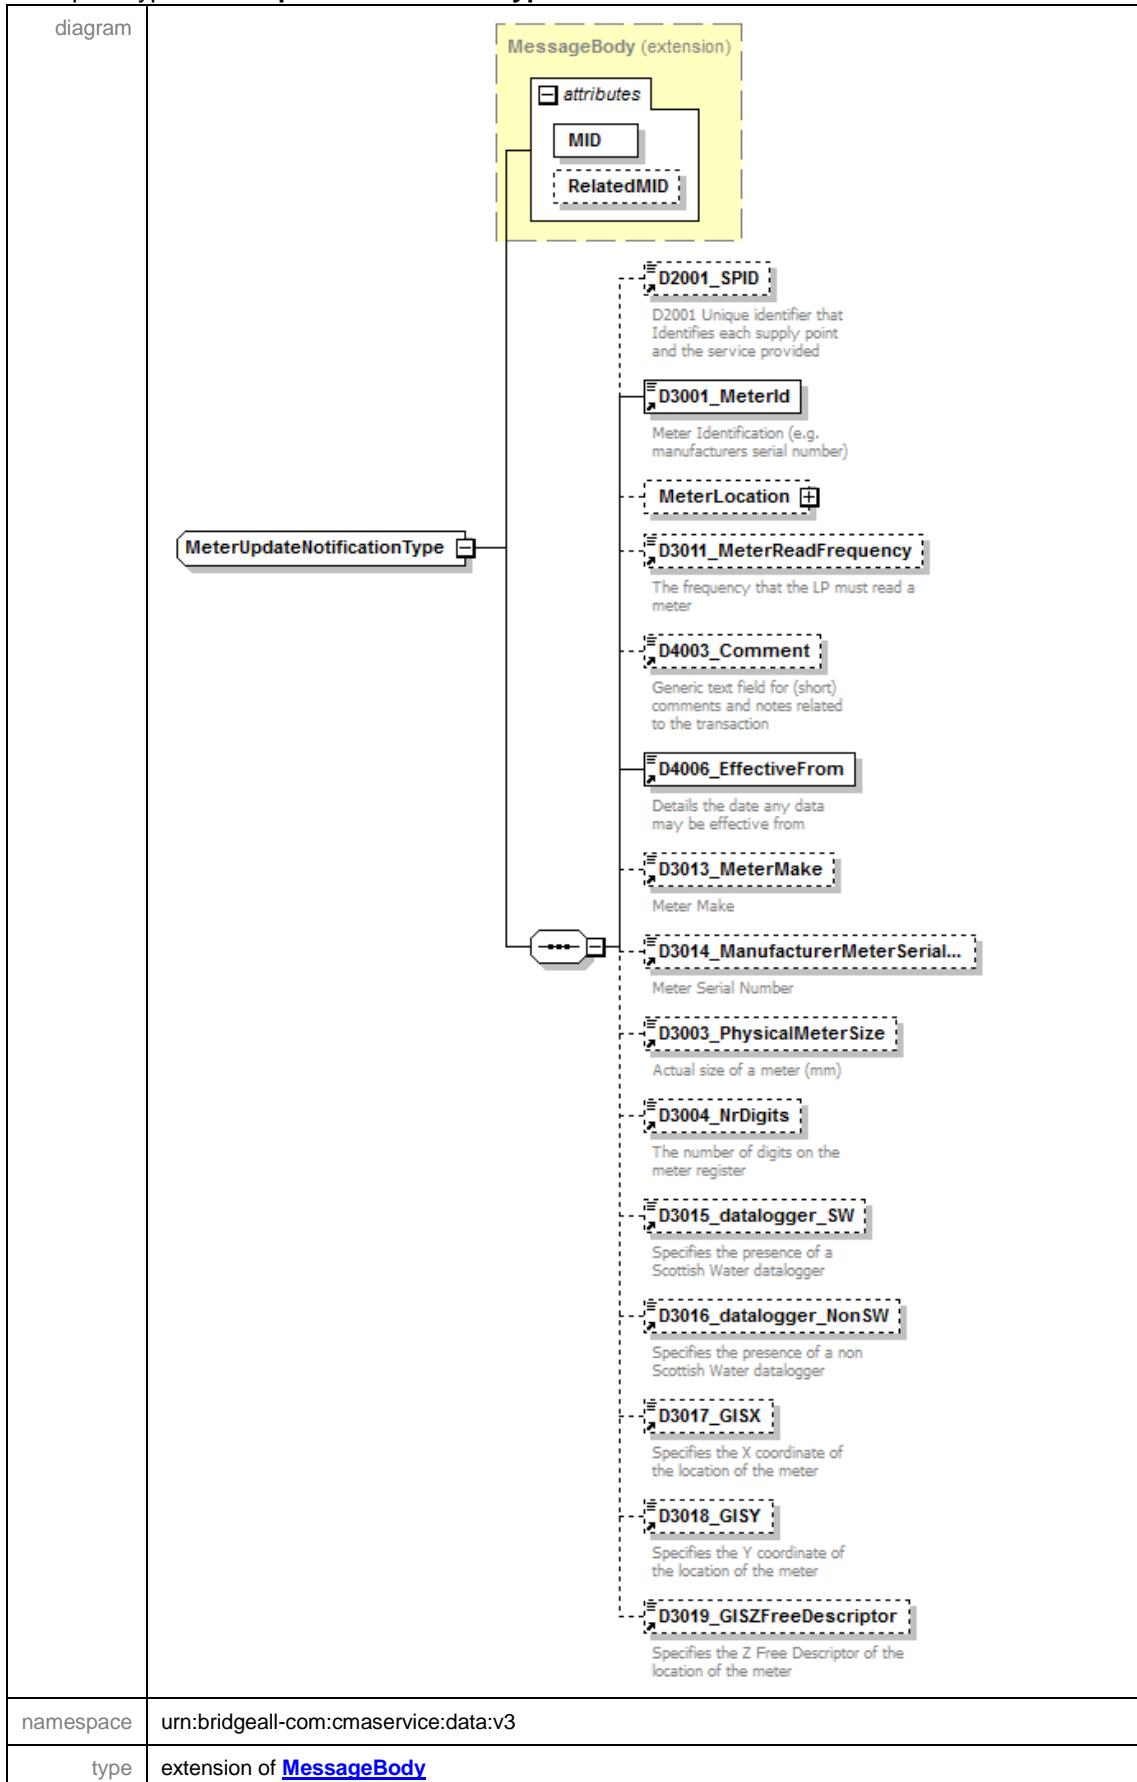 diagram
MessageBody (extension)
attributes
MID
RelatedMID
D2001_SPID
D2001 Unique identifier that
Identifies each supply point
and the service provided
D3001_MeterId
Meter Identification (e.g.
manufacturers serial number)
MeterLocation
MeterUpdateNotificationType
D3011_MeterReadFrequency
The frequency that the LP must read a
meter
D4003_Comment
Generic text field for (short)
comments and notes related
to the transaction
D4006_EffectiveFrom
Details the date any data
may be effective from
D3013_MeterMake
Meter Make
D3014_ManufacturerMeterSerial...
Meter Serial Number
D3003_PhysicalMeterSize
Actual size of a meter (mm)
D3004_NrDigits
The number of digits on the
meter register
D3015_datalogger_SW
Specifies the presence of a
Scottish Water datalogger
D3016_datalogger_NonSW
Specifies the presence of a non
Scottish Water datalogger
D3017_GISX
Specifies the X coordinate of
the location of the meter
D3018_GISY
Specifies the Y coordinate of
the location of the meter
D3019_GISZFreeDescriptor
Specifies the Z Free Descriptor of the
location of the meter
namespace urn:bridgeall-com:cmaservice:data:v3
type extension of MessageBody